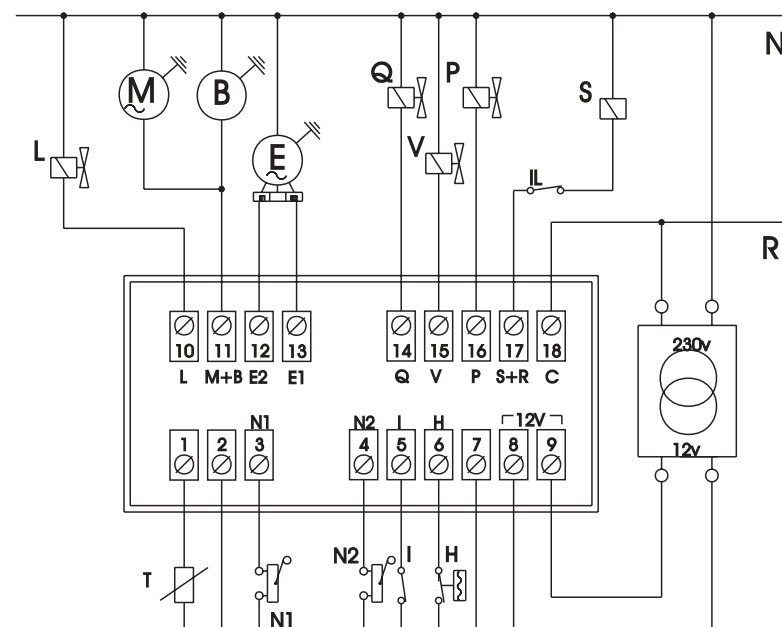 N
M
B
Q
P
S
L
V
E
IL
R
10 11 12 13 14 15 16 17 18
L M+B E2 E1 Q V P S+R C
230v
N1 N2 I H 12V
1 2 3 4 5 6 7 8 9
12v
T
N2 I H
N1